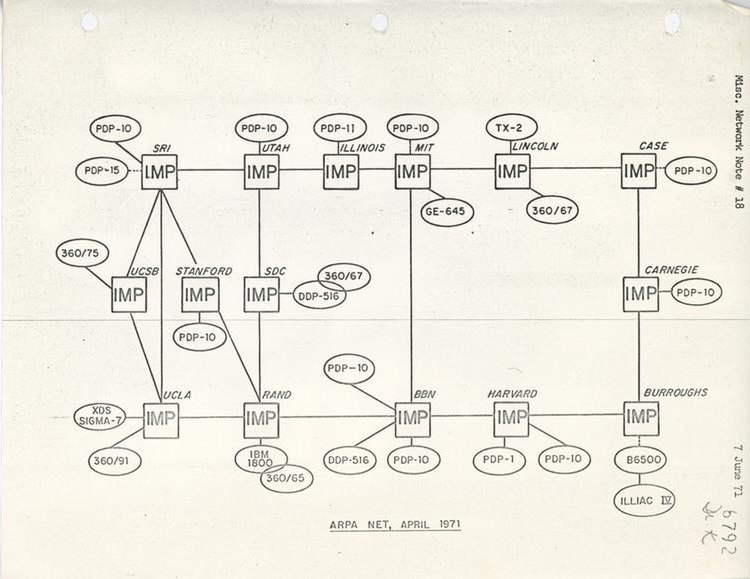 PDP-10
PDP-10
PDP-11
PDP-10
TX-2
SRI
UTAH
ILLINOIS
MIT
LINCOLN
CASE
PDP-15
IMP
IMP
IMP
IMP
IMP
IMP
PDP-10
GE-645
360/67
360/75
UCSB
STANFORD
SDC
360/67
CARNEGIE
IMP
IMP
IMP
DDP-516
IMP
PDP-10
PDP-10
PDP-10
UCLA
RAND
BBN
HARVARD
BURROUGHS
XDS
SIGMA-7
IMP
IMP
IMP
IMP
IMP
360/91
IBM
1800
360/65
DDP-516
PDP-10
PDP-1
PDP-10
B6500
ILLIAC IV
ARPA NET, APRIL 1971
Misc. Network Note # 18
7 June 71
6792